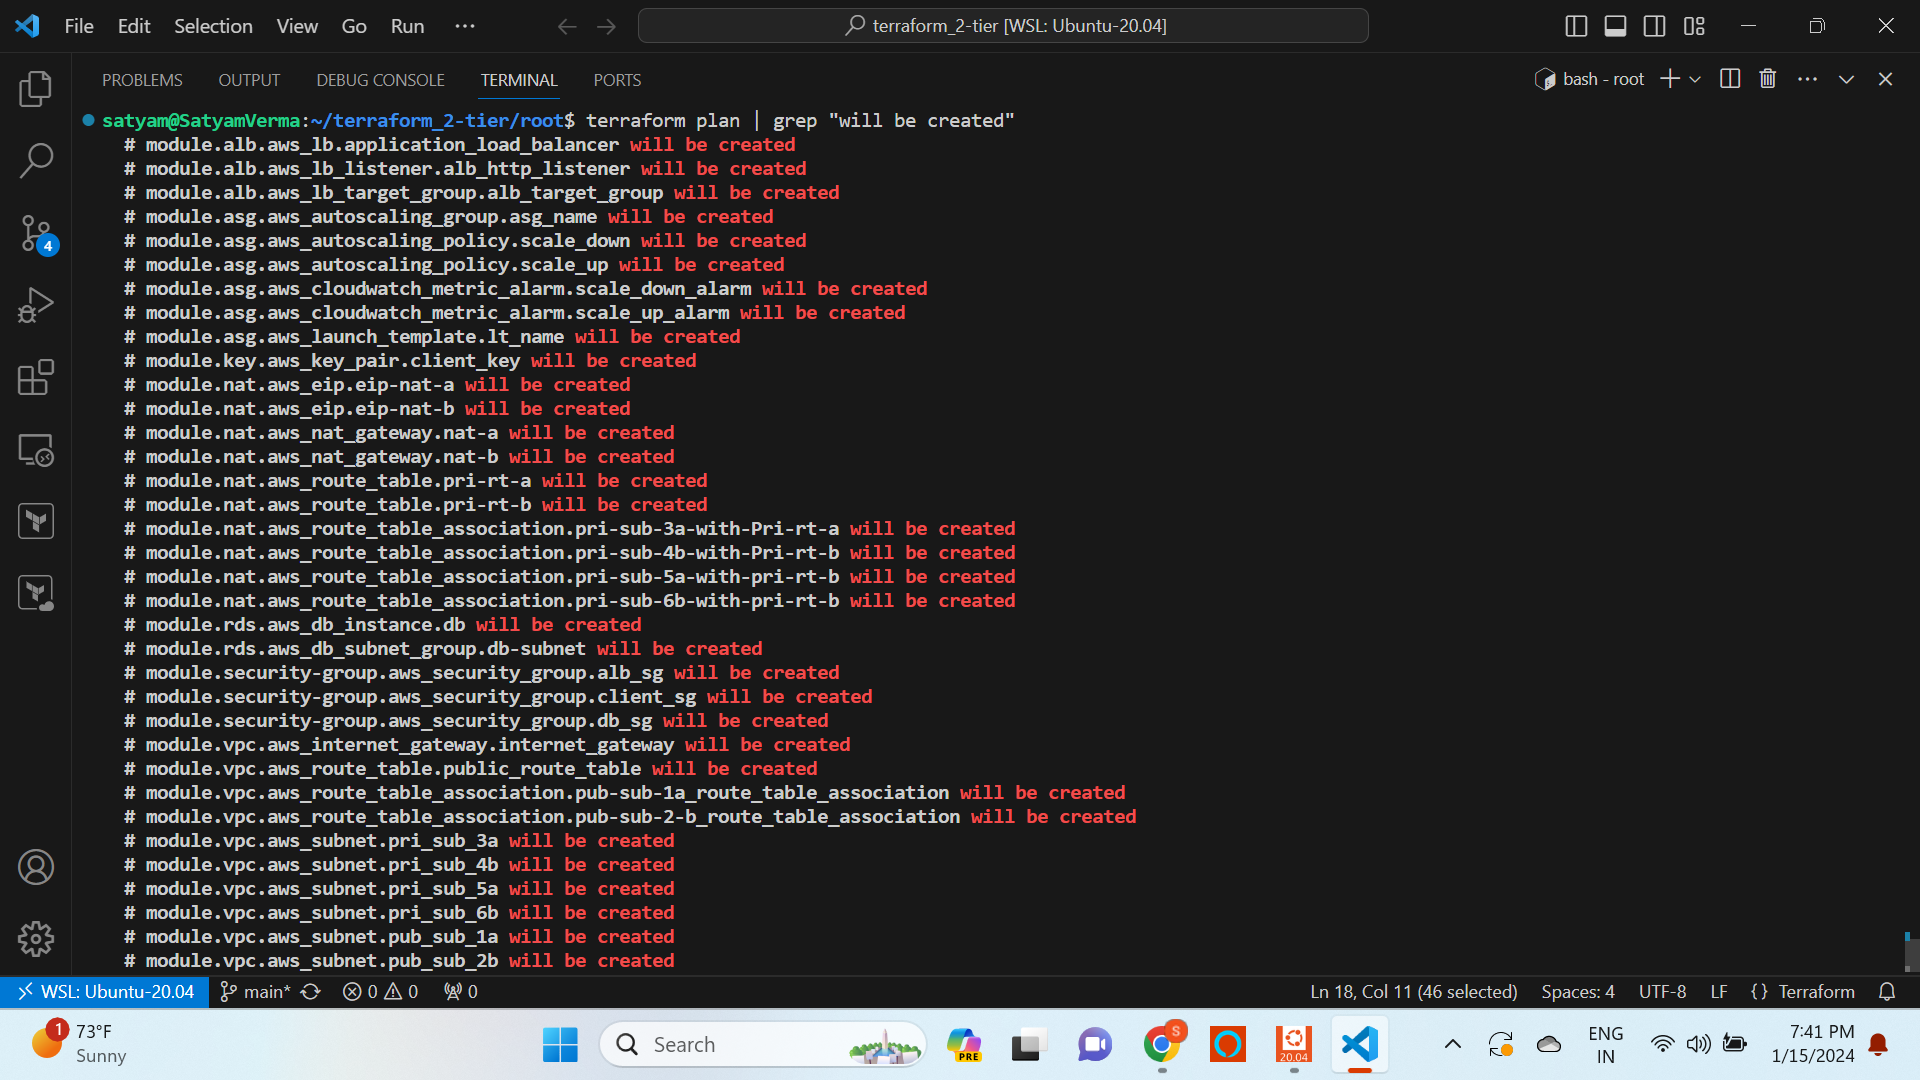 File Edit Selection View Go Run ···
terraform_2-tier [WSL: Ubuntu-20.04]
PROBLEMS OUTPUT DEBUG CONSOLE TERMINAL PORTS
bash - root
satyam@SatyamVerma:~/terraform_2-tier/root$ terraform plan | grep "will be created"
# module.alb.aws_lb.application_load_balancer will be created
# module.alb.aws_lb_listener.alb_http_listener will be created
# module.alb.aws_lb_target_group.alb_target_group will be created
# module.asg.aws_autoscaling_group.asg_name will be created
# module.asg.aws_autoscaling_policy.scale_down will be created
# module.asg.aws_autoscaling_policy.scale_up will be created
# module.asg.aws_cloudwatch_metric_alarm.scale_down_alarm will be created
# module.asg.aws_cloudwatch_metric_alarm.scale_up_alarm will be created
# module.asg.aws_launch_template.lt_name will be created
# module.key.aws_key_pair.client_key will be created
# module.nat.aws_eip.eip-nat-a will be created
# module.nat.aws_eip.eip-nat-b will be created
# module.nat.aws_nat_gateway.nat-a will be created
# module.nat.aws_nat_gateway.nat-b will be created
# module.nat.aws_route_table.pri-rt-a will be created
# module.nat.aws_route_table.pri-rt-b will be created
# module.nat.aws_route_table_association.pri-sub-3a-with-Pri-rt-a will be created
# module.nat.aws_route_table_association.pri-sub-4b-with-Pri-rt-b will be created
# module.nat.aws_route_table_association.pri-sub-5a-with-pri-rt-b will be created
# module.nat.aws_route_table_association.pri-sub-6b-with-pri-rt-b will be created
# module.rds.aws_db_instance.db will be created
# module.rds.aws_db_subnet_group.db-subnet will be created
# module.security-group.aws_security_group.alb_sg will be created
# module.security-group.aws_security_group.client_sg will be created
# module.security-group.aws_security_group.db_sg will be created
# module.vpc.aws_internet_gateway.internet_gateway will be created
# module.vpc.aws_route_table.public_route_table will be created
# module.vpc.aws_route_table_association.pub-sub-1a_route_table_association will be created
# module.vpc.aws_route_table_association.pub-sub-2-b_route_table_association will be created
# module.vpc.aws_subnet.pri_sub_3a will be created
# module.vpc.aws_subnet.pri_sub_4b will be created
# module.vpc.aws_subnet.pri_sub_5a will be created
# module.vpc.aws_subnet.pri_sub_6b will be created
# module.vpc.aws_subnet.pub_sub_1a will be created
# module.vpc.aws_subnet.pub_sub_2b will be created
4
WSL: Ubuntu-20.04 main* 0 0 0 Ln 18, Col 11 (46 selected) Spaces: 4 UTF-8 LF {} Terraform
1 73°F
Sunny
Search
PRE
S
20.04
ENG
IN
7:41 PM
1/15/2024